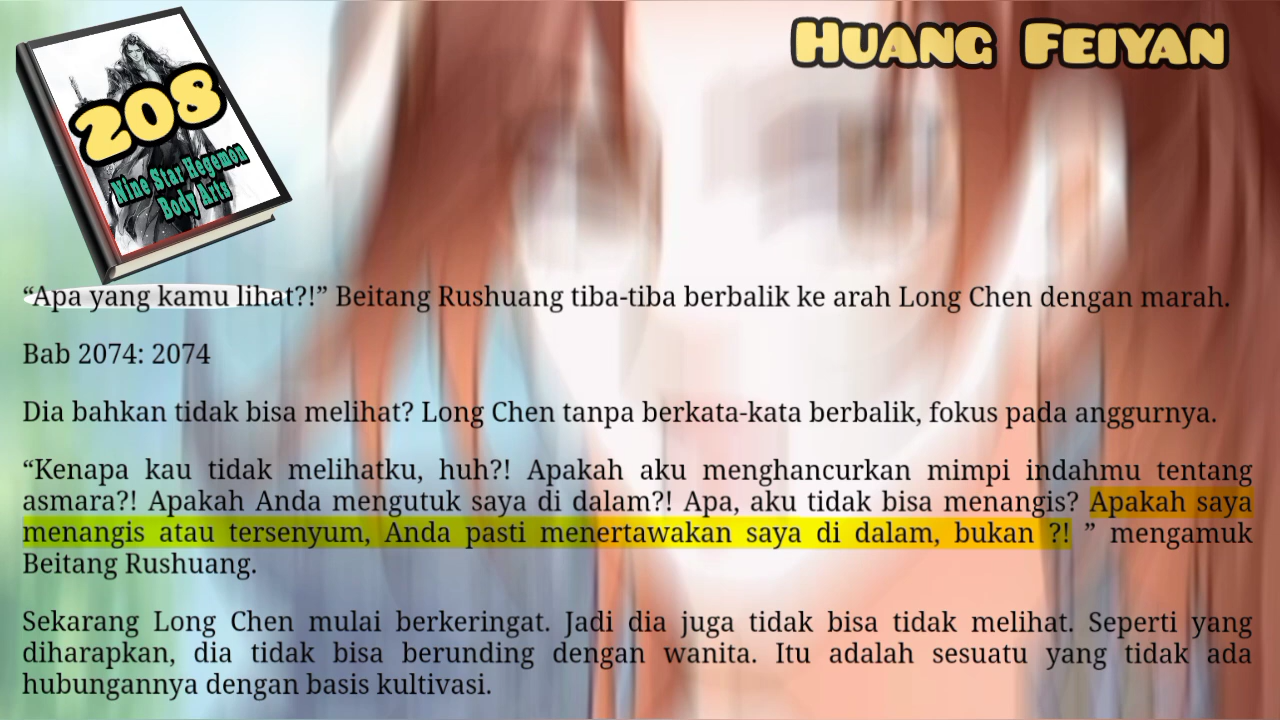 HUANG FEIYAN
208
Nine Star Hegemon
Body Arts
“Apa yang kamu lihat?!” Beitang Rushuang tiba-tiba berbalik ke arah Long Chen dengan marah.
Bab 2074: 2074
Dia bahkan tidak bisa melihat? Long Chen tanpa berkata-kata berbalik, fokus pada anggurnya.
“Kenapa kau tidak melihatku, huh?! Apakah aku menghancurkan mimpi indahmu tentang
asmara?! Apakah Anda mengutuk saya di dalam?! Apa, aku tidak bisa menangis? Apakah saya
menangis atau tersenyum, Anda pasti menertawakan saya di dalam, bukan ?! ” mengamuk
Beitang Rushuang.
Sekarang Long Chen mulai berkeringat. Jadi dia juga tidak bisa tidak melihat. Seperti yang
diharapkan, dia tidak bisa berunding dengan wanita. Itu adalah sesuatu yang tidak ada
hubungannya dengan basis kultivasi.